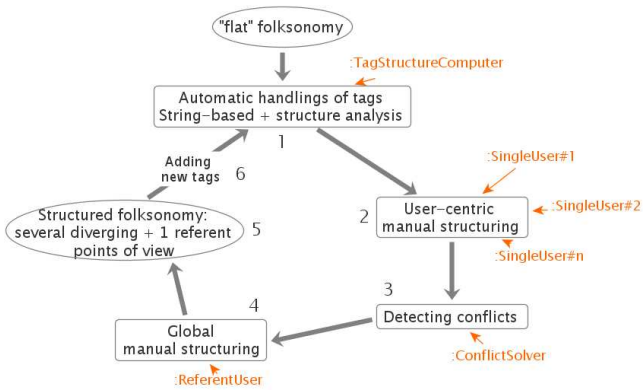 "flat" folksonomy
:TagStructureComputer
Automatic handlings of tags
String-based + structure analysis
1
Adding
new tags
6
:SingleUser#1
Structured folksonomy:
several diverging + 1 referent
points of view
5
2
User-centric
manual structuring
:SingleUser#2
:SingleUser#n
3
Detecting conflicts
:ConflictSolver
4
Global
manual structuring
:ReferentUser